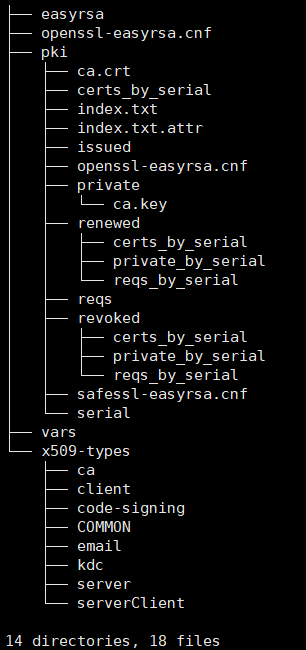 ├── easyrsa
├── openssl-easyrsa.cnf
├── pki
│   ├── ca.crt
│   ├── certs_by_serial
│   ├── index.txt
│   ├── index.txt.attr
│   ├── issued
│   ├── openssl-easyrsa.cnf
│   ├── private
│   │   └── ca.key
│   ├── renewed
│   │   ├── certs_by_serial
│   │   ├── private_by_serial
│   │   └── reqs_by_serial
│   ├── reqs
│   ├── revoked
│   │   ├── certs_by_serial
│   │   ├── private_by_serial
│   │   └── reqs_by_serial
│   ├── safessl-easyrsa.cnf
│   └── serial
├── vars
└── x509-types
    ├── ca
    ├── client
    ├── code-signing
    ├── COMMON
    ├── email
    ├── kdc
    ├── server
    └── serverClient
14 directories, 18 files